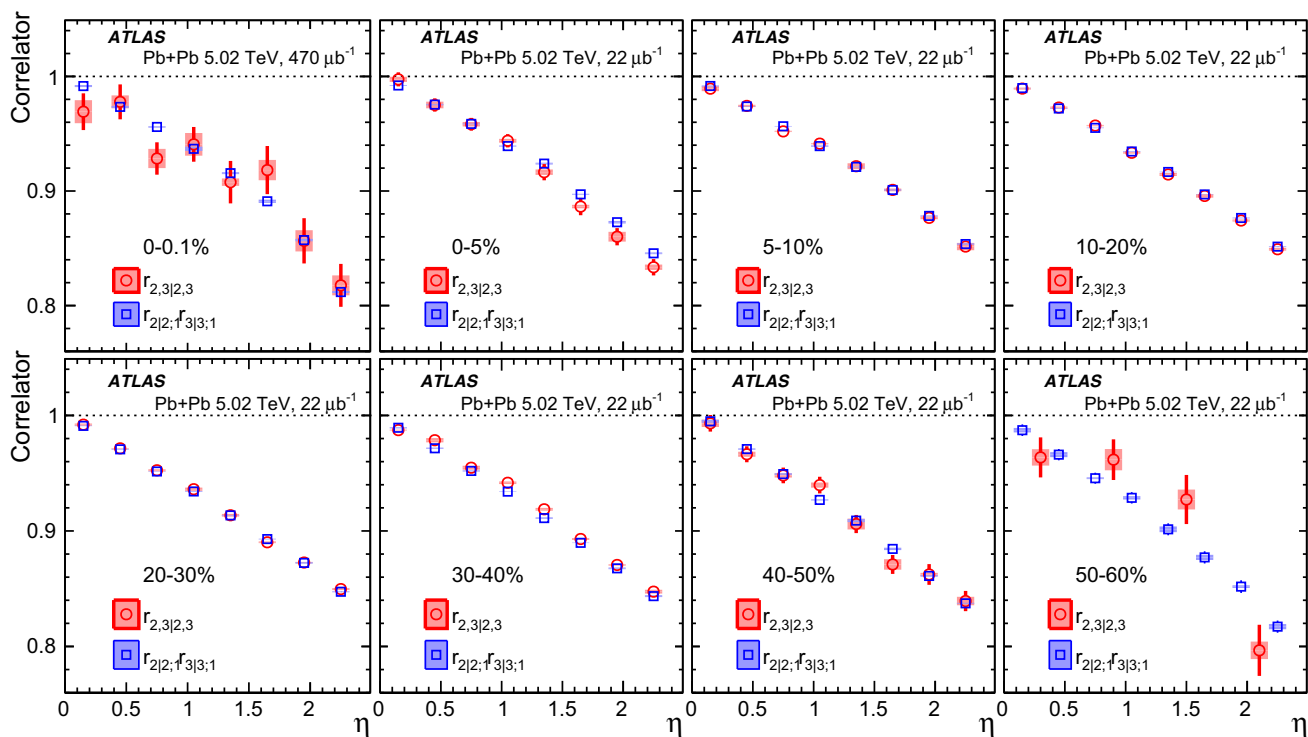 Correlator
ATLAS
Pb+Pb 5.02 TeV, 470 μb⁻¹
1
0.9
0.8
0-0.1%
r2,3|2,3
r2|2;1r3|3;1
ATLAS
Pb+Pb 5.02 TeV, 22 μb⁻¹
0-5%
r2,3|2,3
r2|2;1r3|3;1
ATLAS
Pb+Pb 5.02 TeV, 22 μb⁻¹
5-10%
r2,3|2,3
r2|2;1r3|3;1
ATLAS
Pb+Pb 5.02 TeV, 22 μb⁻¹
10-20%
r2,3|2,3
r2|2;1r3|3;1
Correlator
ATLAS
Pb+Pb 5.02 TeV, 22 μb⁻¹
1
0.9
0.8
20-30%
r2,3|2,3
r2|2;1r3|3;1
0 0.5 1 1.5 2 η
ATLAS
Pb+Pb 5.02 TeV, 22 μb⁻¹
30-40%
r2,3|2,3
r2|2;1r3|3;1
0 0.5 1 1.5 2 η
ATLAS
Pb+Pb 5.02 TeV, 22 μb⁻¹
40-50%
r2,3|2,3
r2|2;1r3|3;1
0 0.5 1 1.5 2 η
ATLAS
Pb+Pb 5.02 TeV, 22 μb⁻¹
50-60%
r2,3|2,3
r2|2;1r3|3;1
0 0.5 1 1.5 2 η